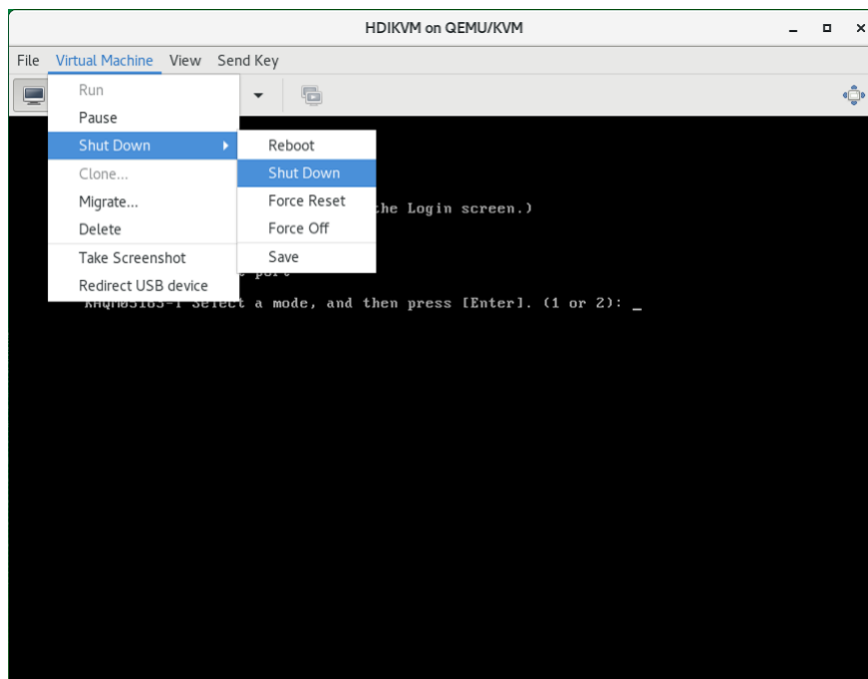 HDIKVM on QEMU/KVM
File Virtual Machine View Send Key
Run
Pause
Shut Down
Clone...
Migrate...
Delete
Take Screenshot
Redirect USB device
Reboot
Shut Down
Force Reset
Force Off
Save
the Login screen.)
port
KAQM05163-I Select a mode, and then press [Enter]. (1 or 2): _